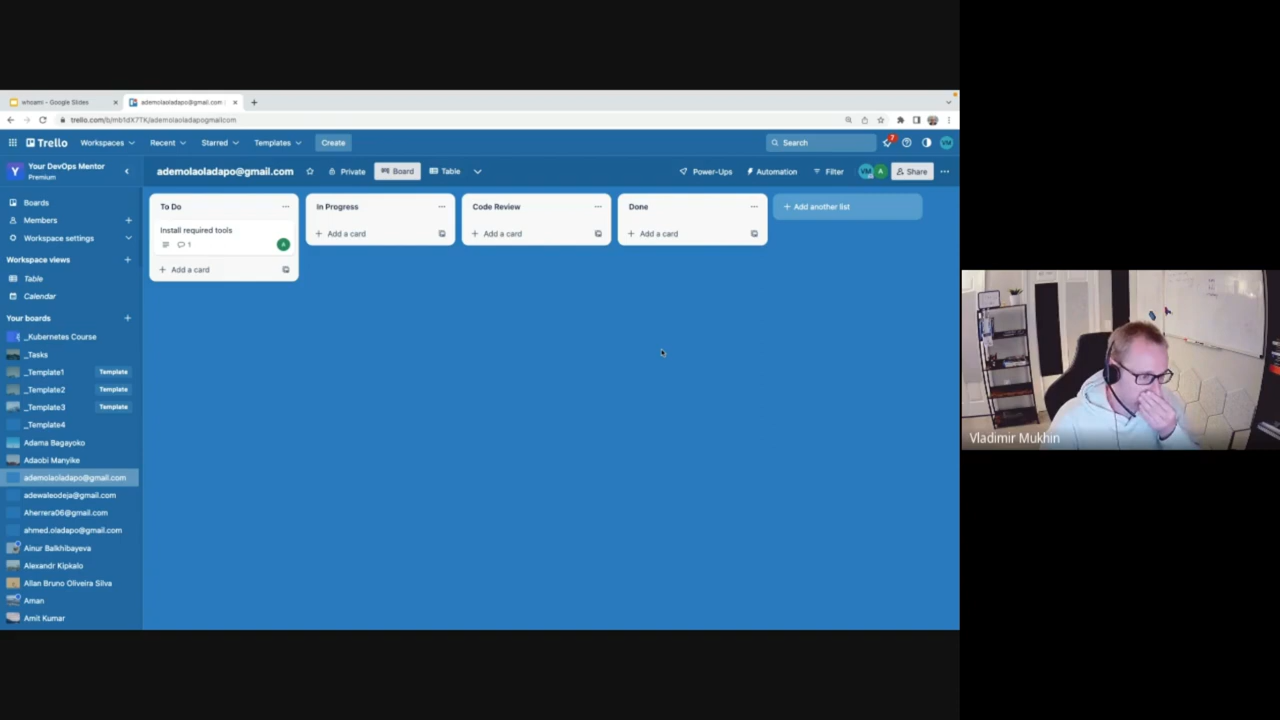 whoami - Google Slides
ademolaoladapo@gmail.com
trello.com/b/mb1dX7TK/ademolaoladapogmailcom
Trello
Workspaces
Recent
Starred
Templates
Create
Search
7
VM
Y
Your DevOps Mentor
Premium
ademolaoladapo@gmail.com
Private
Board
Table
Power-Ups
Automation
Filter
VM
A
Share
Boards
Members
Workspace settings
Workspace views
Table
Calendar
Your boards
_Kubernetes Course
_Tasks
_Template1 Template
_Template2 Template
_Template3 Template
_Template4
Adama Bagayoko
Adaobi Manyike
ademolaoladapo@gmail.com
adewaleodeja@gmail.com
Aherrera06@gmail.com
ahmed.oladapo@gmail.com
Ainur Balkhibayeva
Alexandr Kipkalo
Allan Bruno Oliveira Silva
Aman
Amit Kumar
To Do
Install required tools
1
A
+ Add a card
In Progress
+ Add a card
Code Review
+ Add a card
Done
+ Add a card
+ Add another list
Vladimir Mukhin